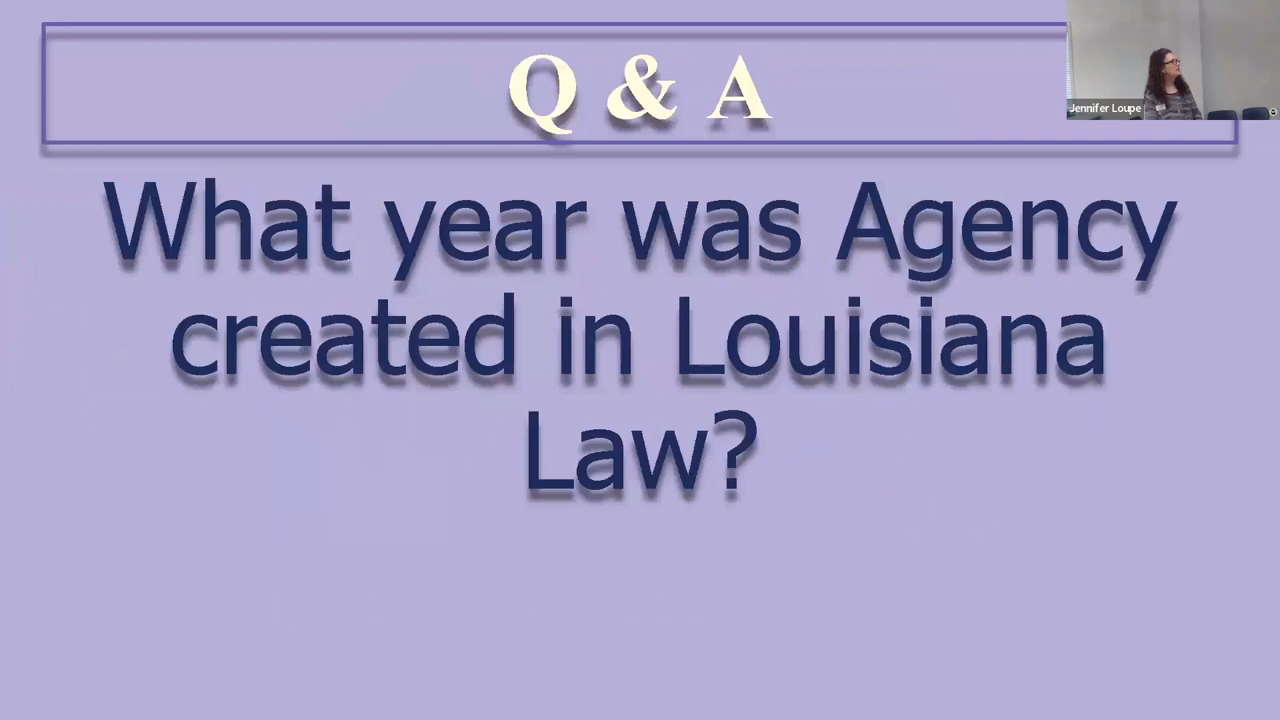 Q & A
Jennifer Loupe
What year was Agency
created in Louisiana
Law?